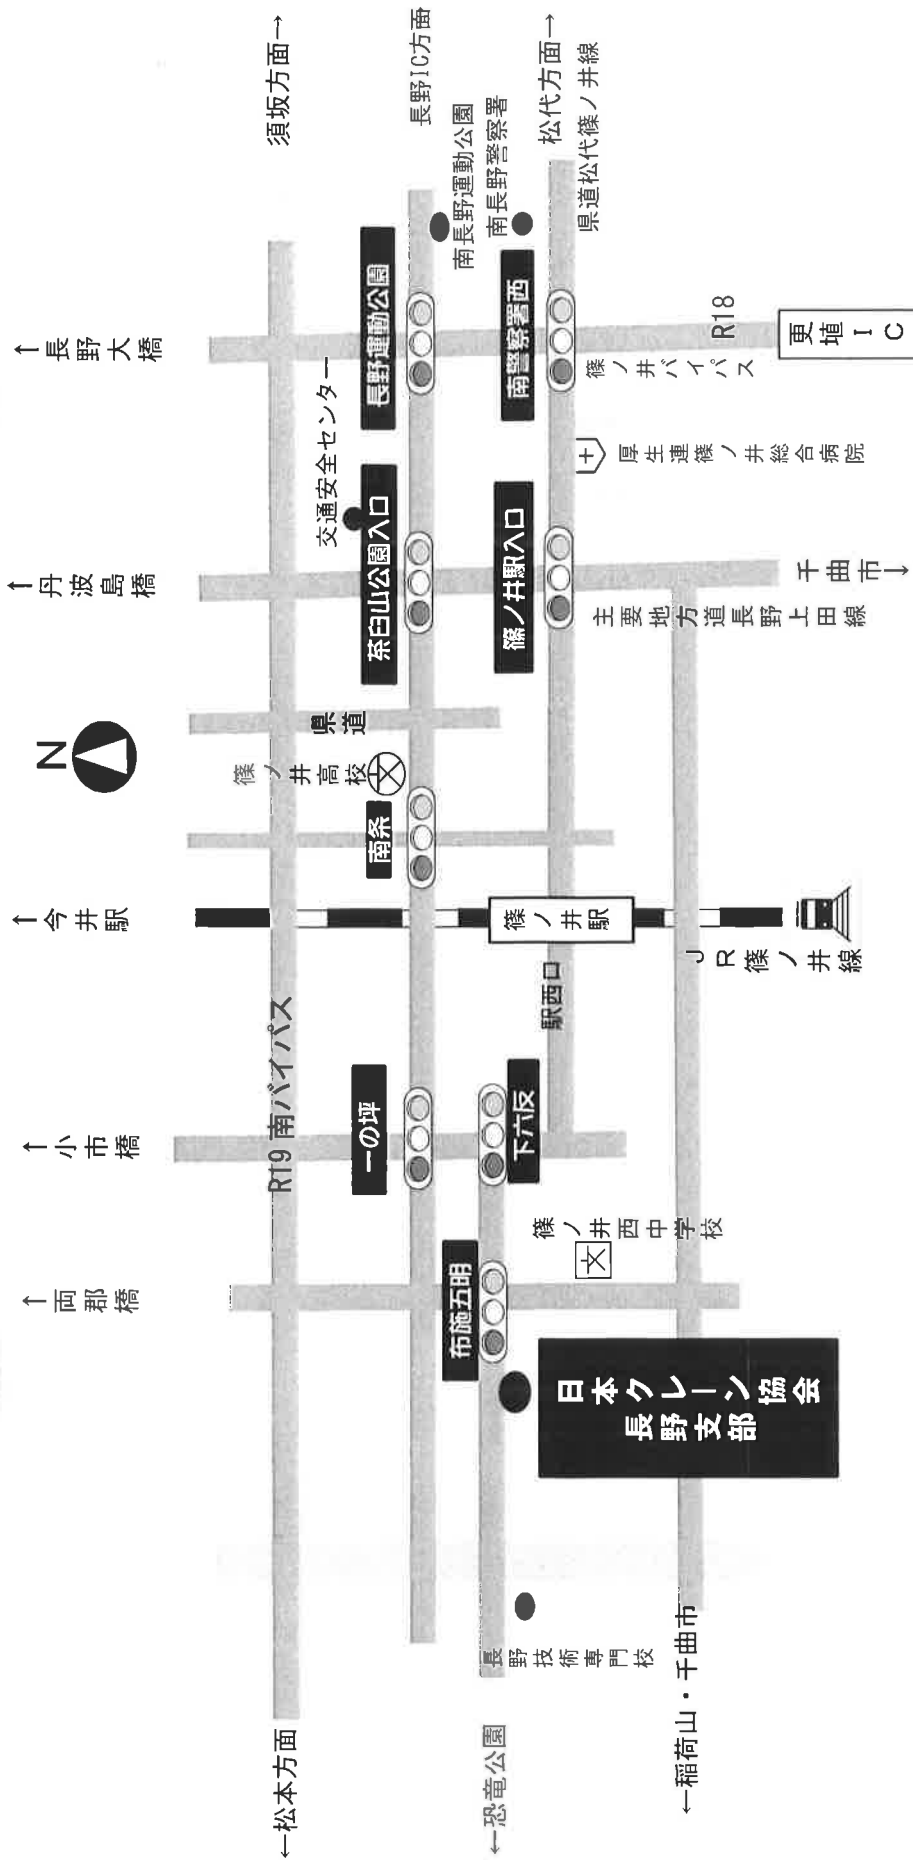 ↑両郡橋
↑小市橋
↑今井駅
N
↑丹波島橋
↑長野大橋
←松本方面
R19 南バイパス
須坂方面→
篠ノ井高校
県道
交通安全センター
一の坪
南条
茶臼山公園入口
長野運動公園
長野IC方面
南長野運動公園
←恐竜公園
長野技術専門校
布施五明
下六反
篠ノ井駅
駅西口
篠ノ井駅入口
南警察署西
南長野警察署
松代方面→
県道松代篠ノ井線
日本クレーン協会
長野支部
篠ノ井西中学校
文
厚生連篠ノ井総合病院
篠ノ井バイパス
R18
←稲荷山・千曲市
JR篠ノ井線
主要地方道長野上田線
千曲市↓
更埴IC